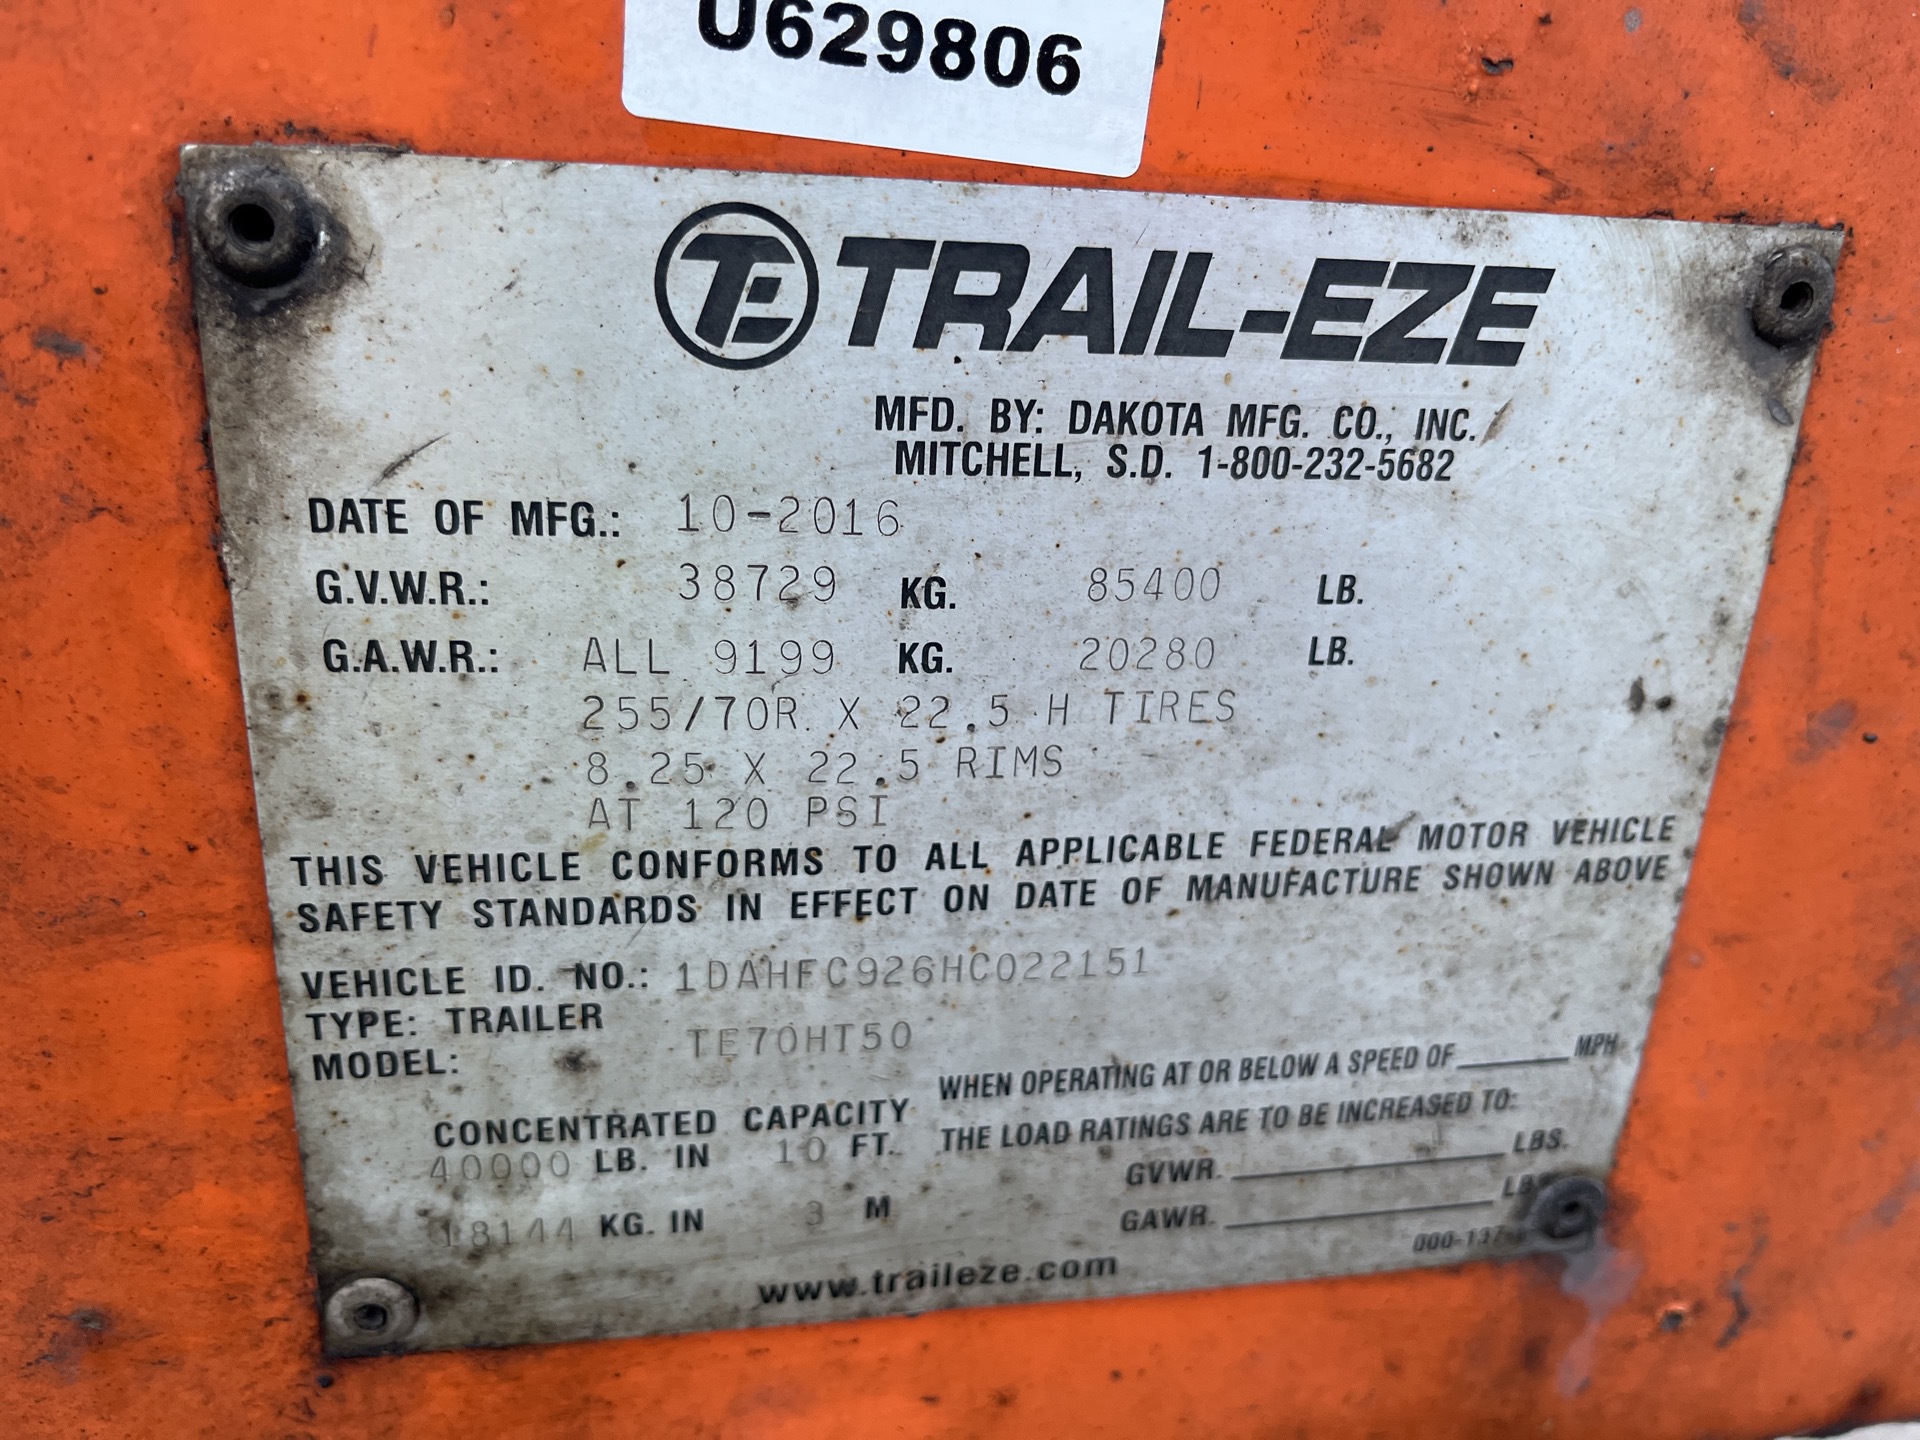 U629806
TE TRAIL-EZE
MFD. BY: DAKOTA MFG. CO., INC.
MITCHELL, S.D. 1-800-232-5682
DATE OF MFG.: 10-2016
G.V.W.R.: 38729 KG. 85400 LB.
G.A.W.R.: ALL 9199 KG. 20280 LB.
255/70R X 22.5 H TIRES
8.25 X 22.5 RIMS
AT 120 PSI
THIS VEHICLE CONFORMS TO ALL APPLICABLE FEDERAL MOTOR VEHICLE
SAFETY STANDARDS IN EFFECT ON DATE OF MANUFACTURE SHOWN ABOVE
VEHICLE ID. NO.: 1DAHFC926HC022151
TYPE: TRAILER
MODEL: TE70HT50
CONCENTRATED CAPACITY
40000 LB. IN 10 FT.
18144 KG. IN 3 M
WHEN OPERATING AT OR BELOW A SPEED OF ______ MPH
THE LOAD RATINGS ARE TO BE INCREASED TO:
GVWR. ______ LBS.
GAWR. ______
www.traileze.com